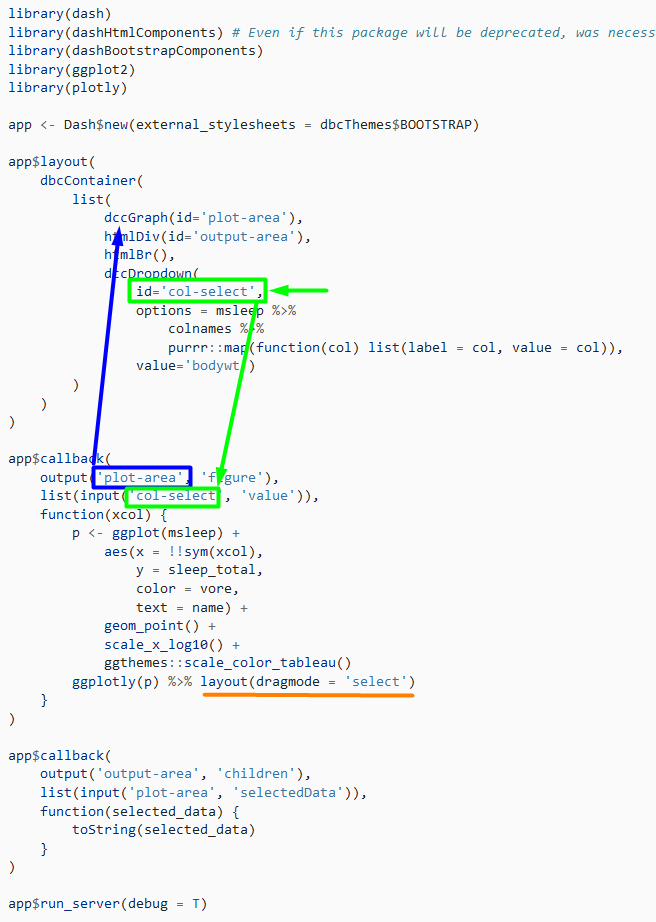 library(dash)
library(dashHtmlComponents) # Even if this package will be deprecated, was necess
library(dashBootstrapComponents)
library(ggplot2)
library(plotly)
app <- Dash$new(external_stylesheets = dbcThemes$BOOTSTRAP)
app$layout(
dbcContainer(
list(
dccGraph(id='plot-area'),
htmlDiv(id='output-area'),
htmlBr(),
dccDropdown(
id='col-select',
options = msleep %>%
colnames %>%
purrr::map(function(col) list(label = col, value = col)),
value='bodywt')
)
)
)
app$callback(
output('plot-area', 'figure'),
list(input('col-select', 'value')),
function(xcol) {
p <- ggplot(msleep) +
aes(x = !!sym(xcol),
y = sleep_total,
color = vore,
text = name) +
geom_point() +
scale_x_log10() +
ggthemes::scale_color_tableau()
ggplotly(p) %>% layout(dragmode = 'select')
}
)
app$callback(
output('output-area', 'children'),
list(input('plot-area', 'selectedData')),
function(selected_data) {
toString(selected_data)
}
)
app$run_server(debug = T)